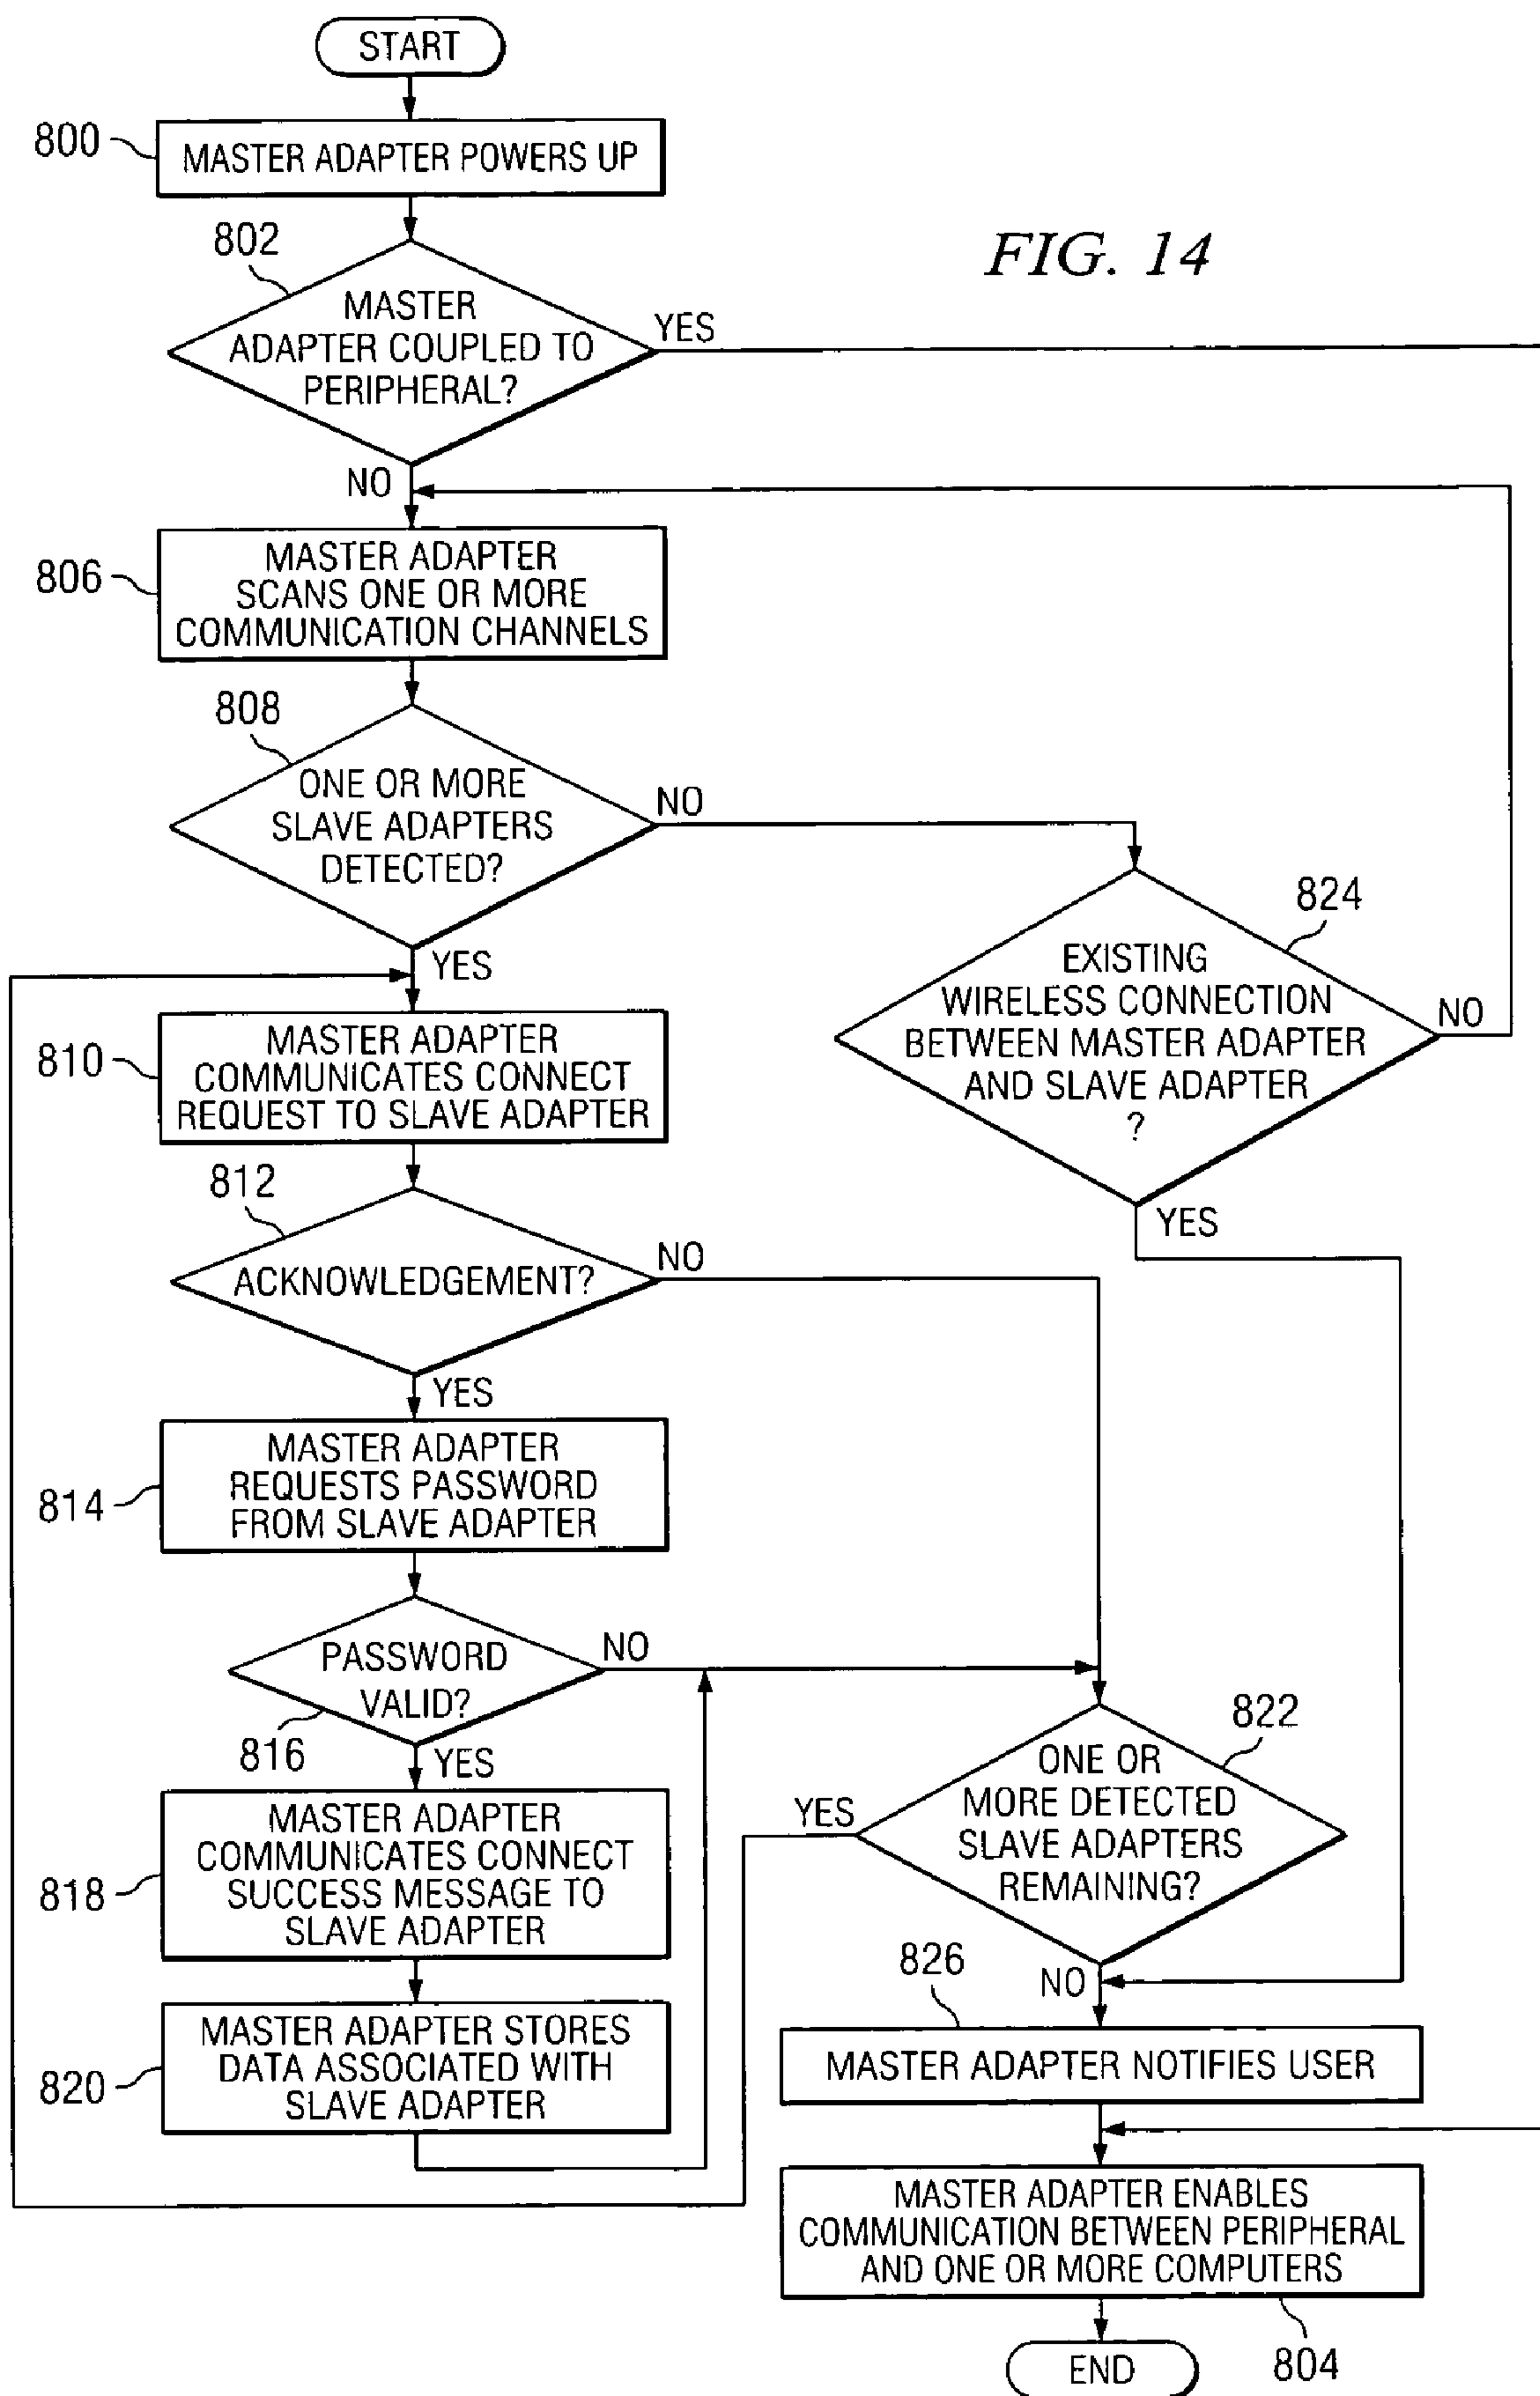 START
800
MASTER ADAPTER POWERS UP
802
FIG. 14
MASTER
ADAPTER COUPLED TO
PERIPHERAL?
YES
NO
806
MASTER ADAPTER
SCANS ONE OR MORE
COMMUNICATION CHANNELS
808
ONE OR MORE
SLAVE ADAPTERS
DETECTED?
NO
YES
824
EXISTING
WIRELESS CONNECTION
BETWEEN MASTER ADAPTER
AND SLAVE ADAPTER
?
NO
YES
810
MASTER ADAPTER
COMMUNICATES CONNECT
REQUEST TO SLAVE ADAPTER
812
ACKNOWLEDGEMENT?
NO
YES
814
MASTER ADAPTER
REQUESTS PASSWORD
FROM SLAVE ADAPTER
PASSWORD
VALID?
NO
816
YES
818
MASTER ADAPTER
COMMUNICATES CONNECT
SUCCESS MESSAGE TO
SLAVE ADAPTER
820
MASTER ADAPTER STORES
DATA ASSOCIATED WITH
SLAVE ADAPTER
822
ONE OR
MORE DETECTED
SLAVE ADAPTERS
REMAINING?
YES
NO
826
MASTER ADAPTER NOTIFIES USER
MASTER ADAPTER ENABLES
COMMUNICATION BETWEEN PERIPHERAL
AND ONE OR MORE COMPUTERS
804
END